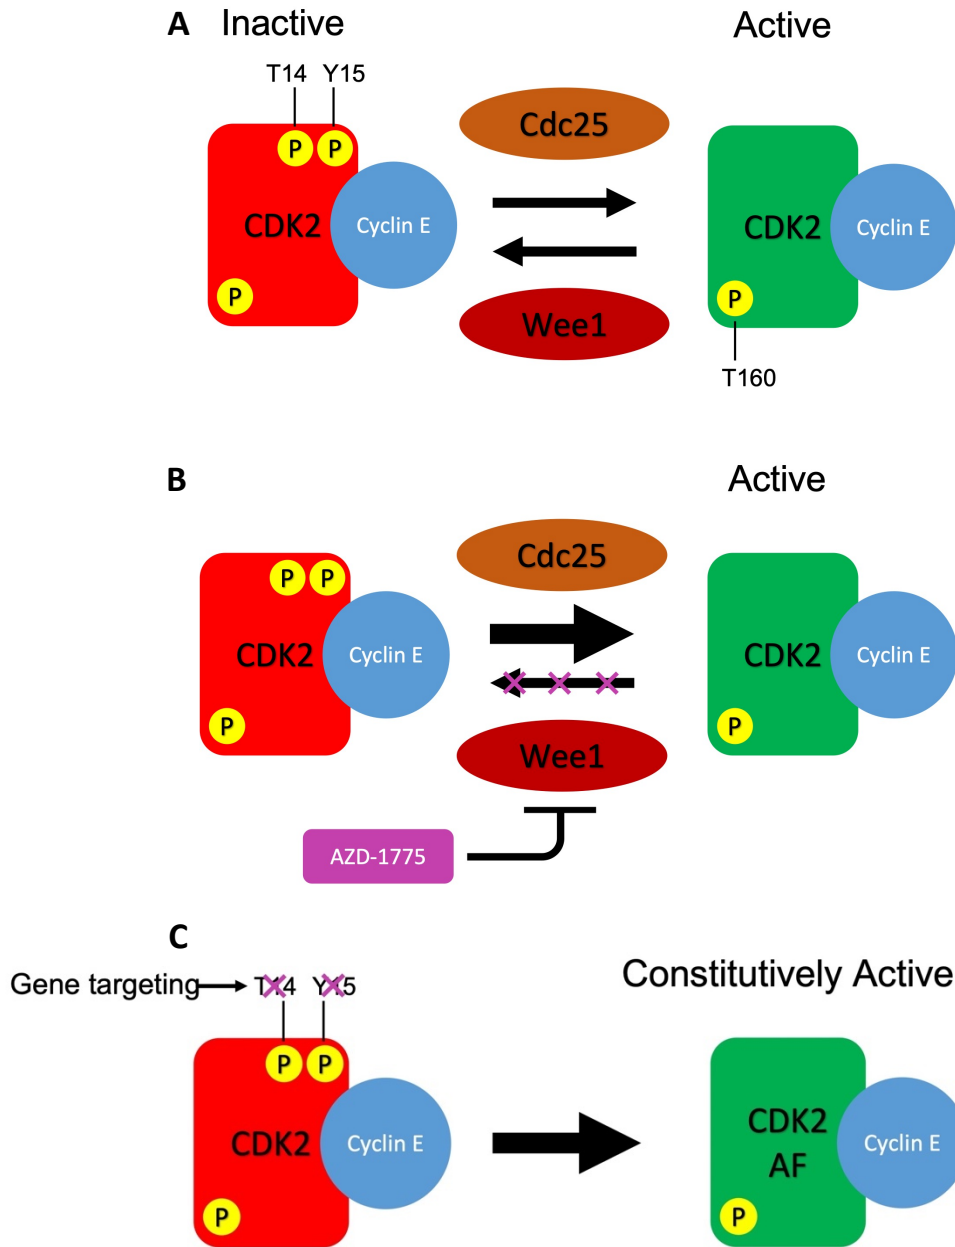 A Inactive Active
T14 Y15
Cdc25
P P
CDK2 Cyclin E
CDK2 Cyclin E
P
P
Wee1
T160
B Active
Cdc25
P P
CDK2 Cyclin E
CDK2 Cyclin E
P
P
Wee1
AZD-1775
C
Gene targeting T14 Y15
Constitutively Active
P P
CDK2 Cyclin E
CDK2
AF
Cyclin E
P
P